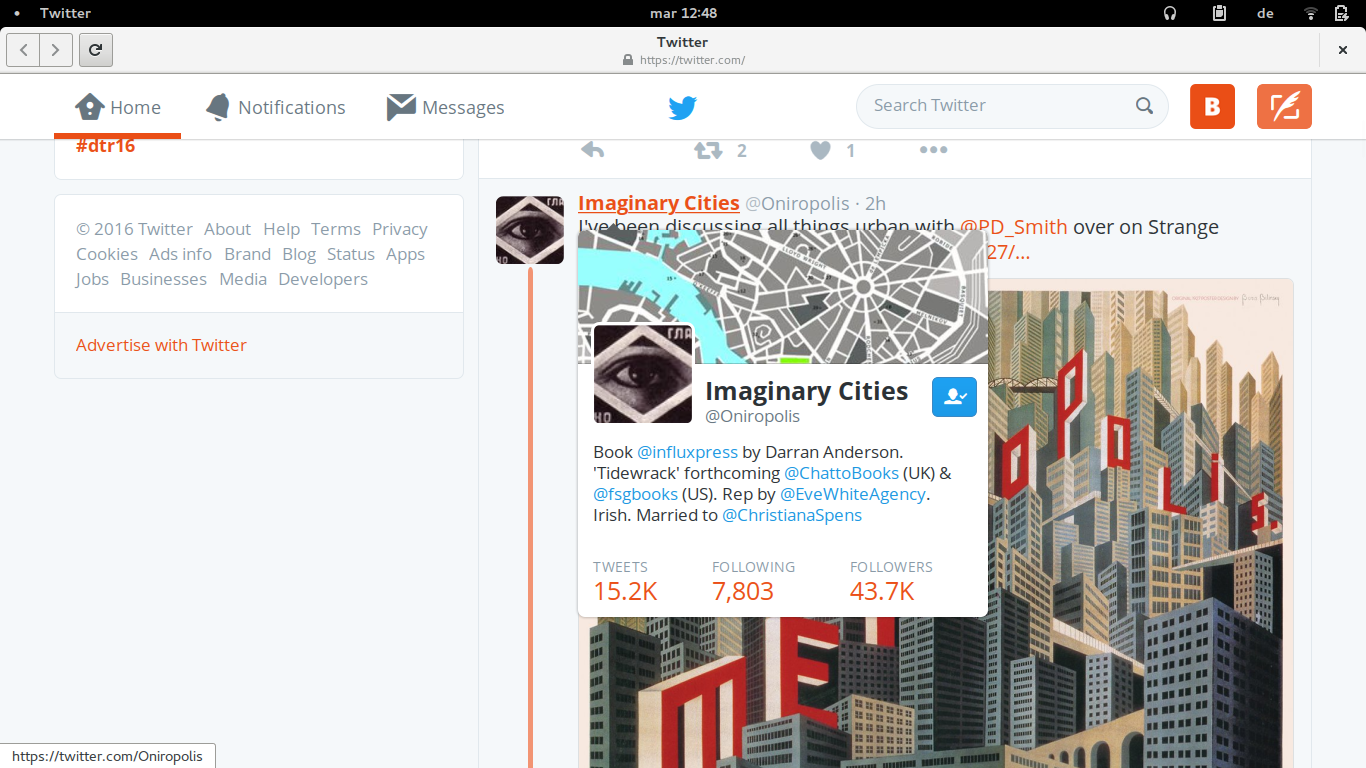 Twitter
mar 12:48
de
Twitter
https://twitter.com/
Home
Notifications
Messages
Search Twitter
B
#dtr16
2
1
© 2016 Twitter About Help Terms Privacy
Cookies Ads info Brand Blog Status Apps
Jobs Businesses Media Developers
Advertise with Twitter
Imaginary Cities @Oniropolis · 2h
I've been discussing all things urban with @PD_Smith over on Strange
27/...
ГЛА
НО
Imaginary Cities
@Oniropolis
Book @influxpress by Darran Anderson.
'Tidewrack' forthcoming @ChattoBooks (UK) &
@fsgbooks (US). Rep by @EveWhiteAgency.
Irish. Married to @ChristianaSpens
TWEETS FOLLOWING FOLLOWERS
15.2K 7,803 43.7K
ME
OPOLIS.
https://twitter.com/Oniropolis